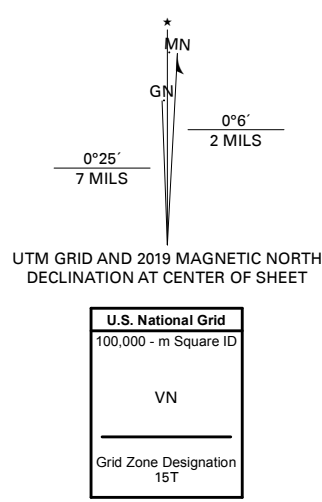 ★
MN
GN
0°6´
2 MILS
0°25´
7 MILS
UTM GRID AND 2019 MAGNETIC NORTH
DECLINATION AT CENTER OF SHEET
U.S. National Grid
100,000 - m Square ID
VN
Grid Zone Designation
15T